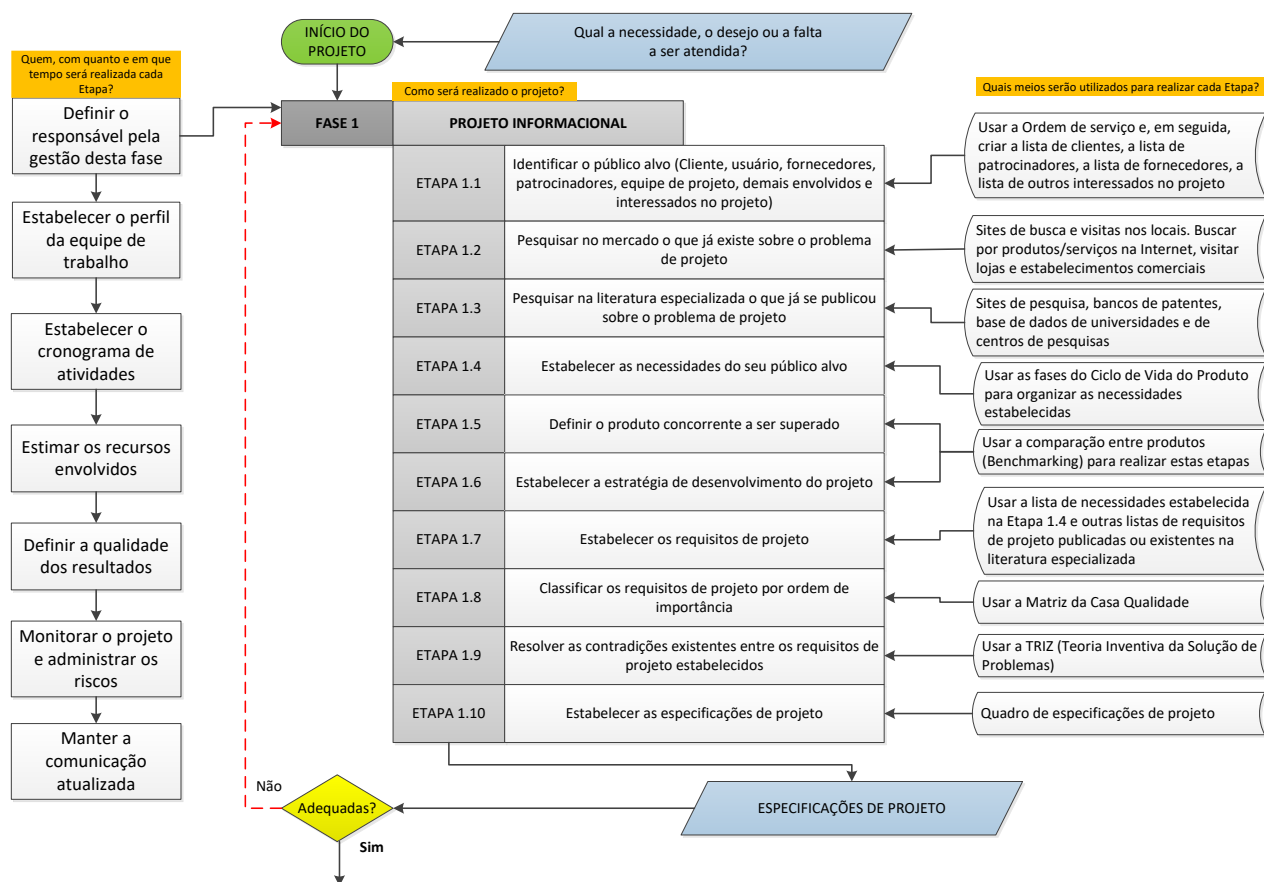 INÍCIO DO
PROJETO
Qual a necessidade, o desejo ou a falta
a ser atendida?
Quem, com quanto e em que
tempo será realizada cada
Etapa?
Definir o
responsável pela
gestão desta fase
Estabelecer o perfil
da equipe de
trabalho
Estabelecer o
cronograma de
atividades
Estimar os recursos
envolvidos
Definir a qualidade
dos resultados
Monitorar o projeto
e administrar os
riscos
Manter a
comunicação
atualizada
Como será realizado o projeto?
FASE 1
PROJETO INFORMACIONAL
ETAPA 1.1
Identificar o público alvo (Cliente, usuário, fornecedores,
patrocinadores, equipe de projeto, demais envolvidos e
interessados no projeto)
ETAPA 1.2
Pesquisar no mercado o que já existe sobre o problema
de projeto
ETAPA 1.3
Pesquisar na literatura especializada o que já se publicou
sobre o problema de projeto
ETAPA 1.4
Estabelecer as necessidades do seu público alvo
ETAPA 1.5
Definir o produto concorrente a ser superado
ETAPA 1.6
Estabelecer a estratégia de desenvolvimento do projeto
ETAPA 1.7
Estabelecer os requisitos de projeto
ETAPA 1.8
Classificar os requisitos de projeto por ordem de
importância
ETAPA 1.9
Resolver as contradições existentes entre os requisitos de
projeto estabelecidos
ETAPA 1.10
Estabelecer as especificações de projeto
Quais meios serão utilizados para realizar cada Etapa?
Usar a Ordem de serviço e, em seguida,
criar a lista de clientes, a lista de
patrocinadores, a lista de fornecedores, a
lista de outros interessados no projeto
Sites de busca e visitas nos locais. Buscar
por produtos/serviços na Internet, visitar
lojas e estabelecimentos comerciais
Sites de pesquisa, bancos de patentes,
base de dados de universidades e de
centros de pesquisas
Usar as fases do Ciclo de Vida do Produto
para organizar as necessidades
estabelecidas
Usar a comparação entre produtos
(Benchmarking) para realizar estas etapas
Usar a lista de necessidades estabelecida
na Etapa 1.4 e outras listas de requisitos
de projeto publicadas ou existentes na
literatura especializada
Usar a Matriz da Casa Qualidade
Usar a TRIZ (Teoria Inventiva da Solução de
Problemas)
Quadro de especificações de projeto
ESPECIFICAÇÕES DE PROJETO
Não
Adequadas?
Sim